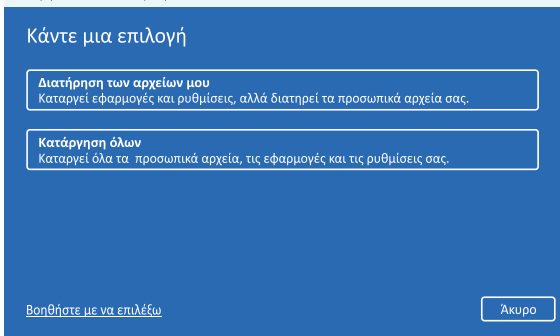 Κάντε μια επιλογή
Διατήρηση των αρχείων μου
Καταργεί εφαρμογές και ρυθμίσεις, αλλά διατηρεί τα προσωπικά αρχεία σας.
Κατάργηση όλων
Καταργεί όλα τα προσωπικά αρχεία, τις εφαρμογές και τις ρυθμίσεις σας.
Βοηθήστε με να επιλέξω
Άκυρο